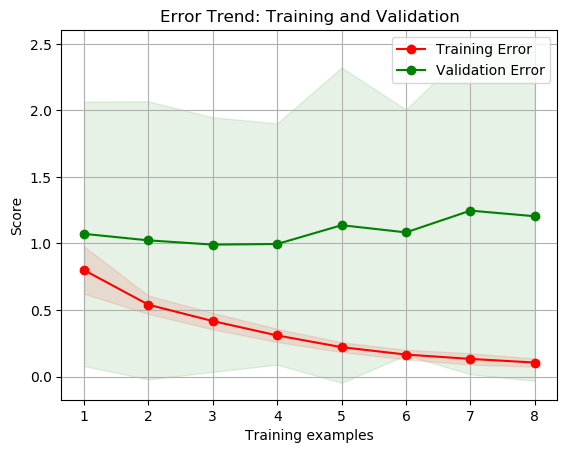 Error Trend: Training and Validation
2.5
2.0
1.5
1.0
0.5
0.0
Score
Training Error
Validation Error
1 2 3 4 5 6 7 8
Training examples